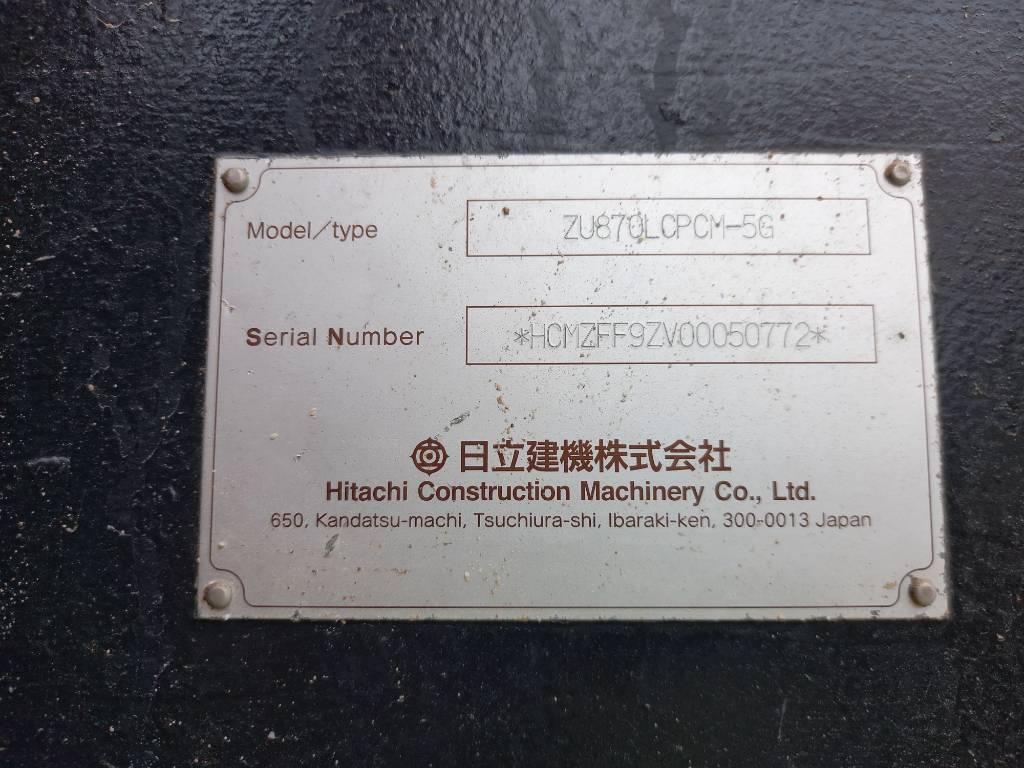 Model/type ZU870LCPCM-5G
Serial Number *HCMZFF9ZV00050772*
日立建機株式会社
Hitachi Construction Machinery Co., Ltd.
650, Kandatsu-machi, Tsuchiura-shi, Ibaraki-ken, 300-0013 Japan